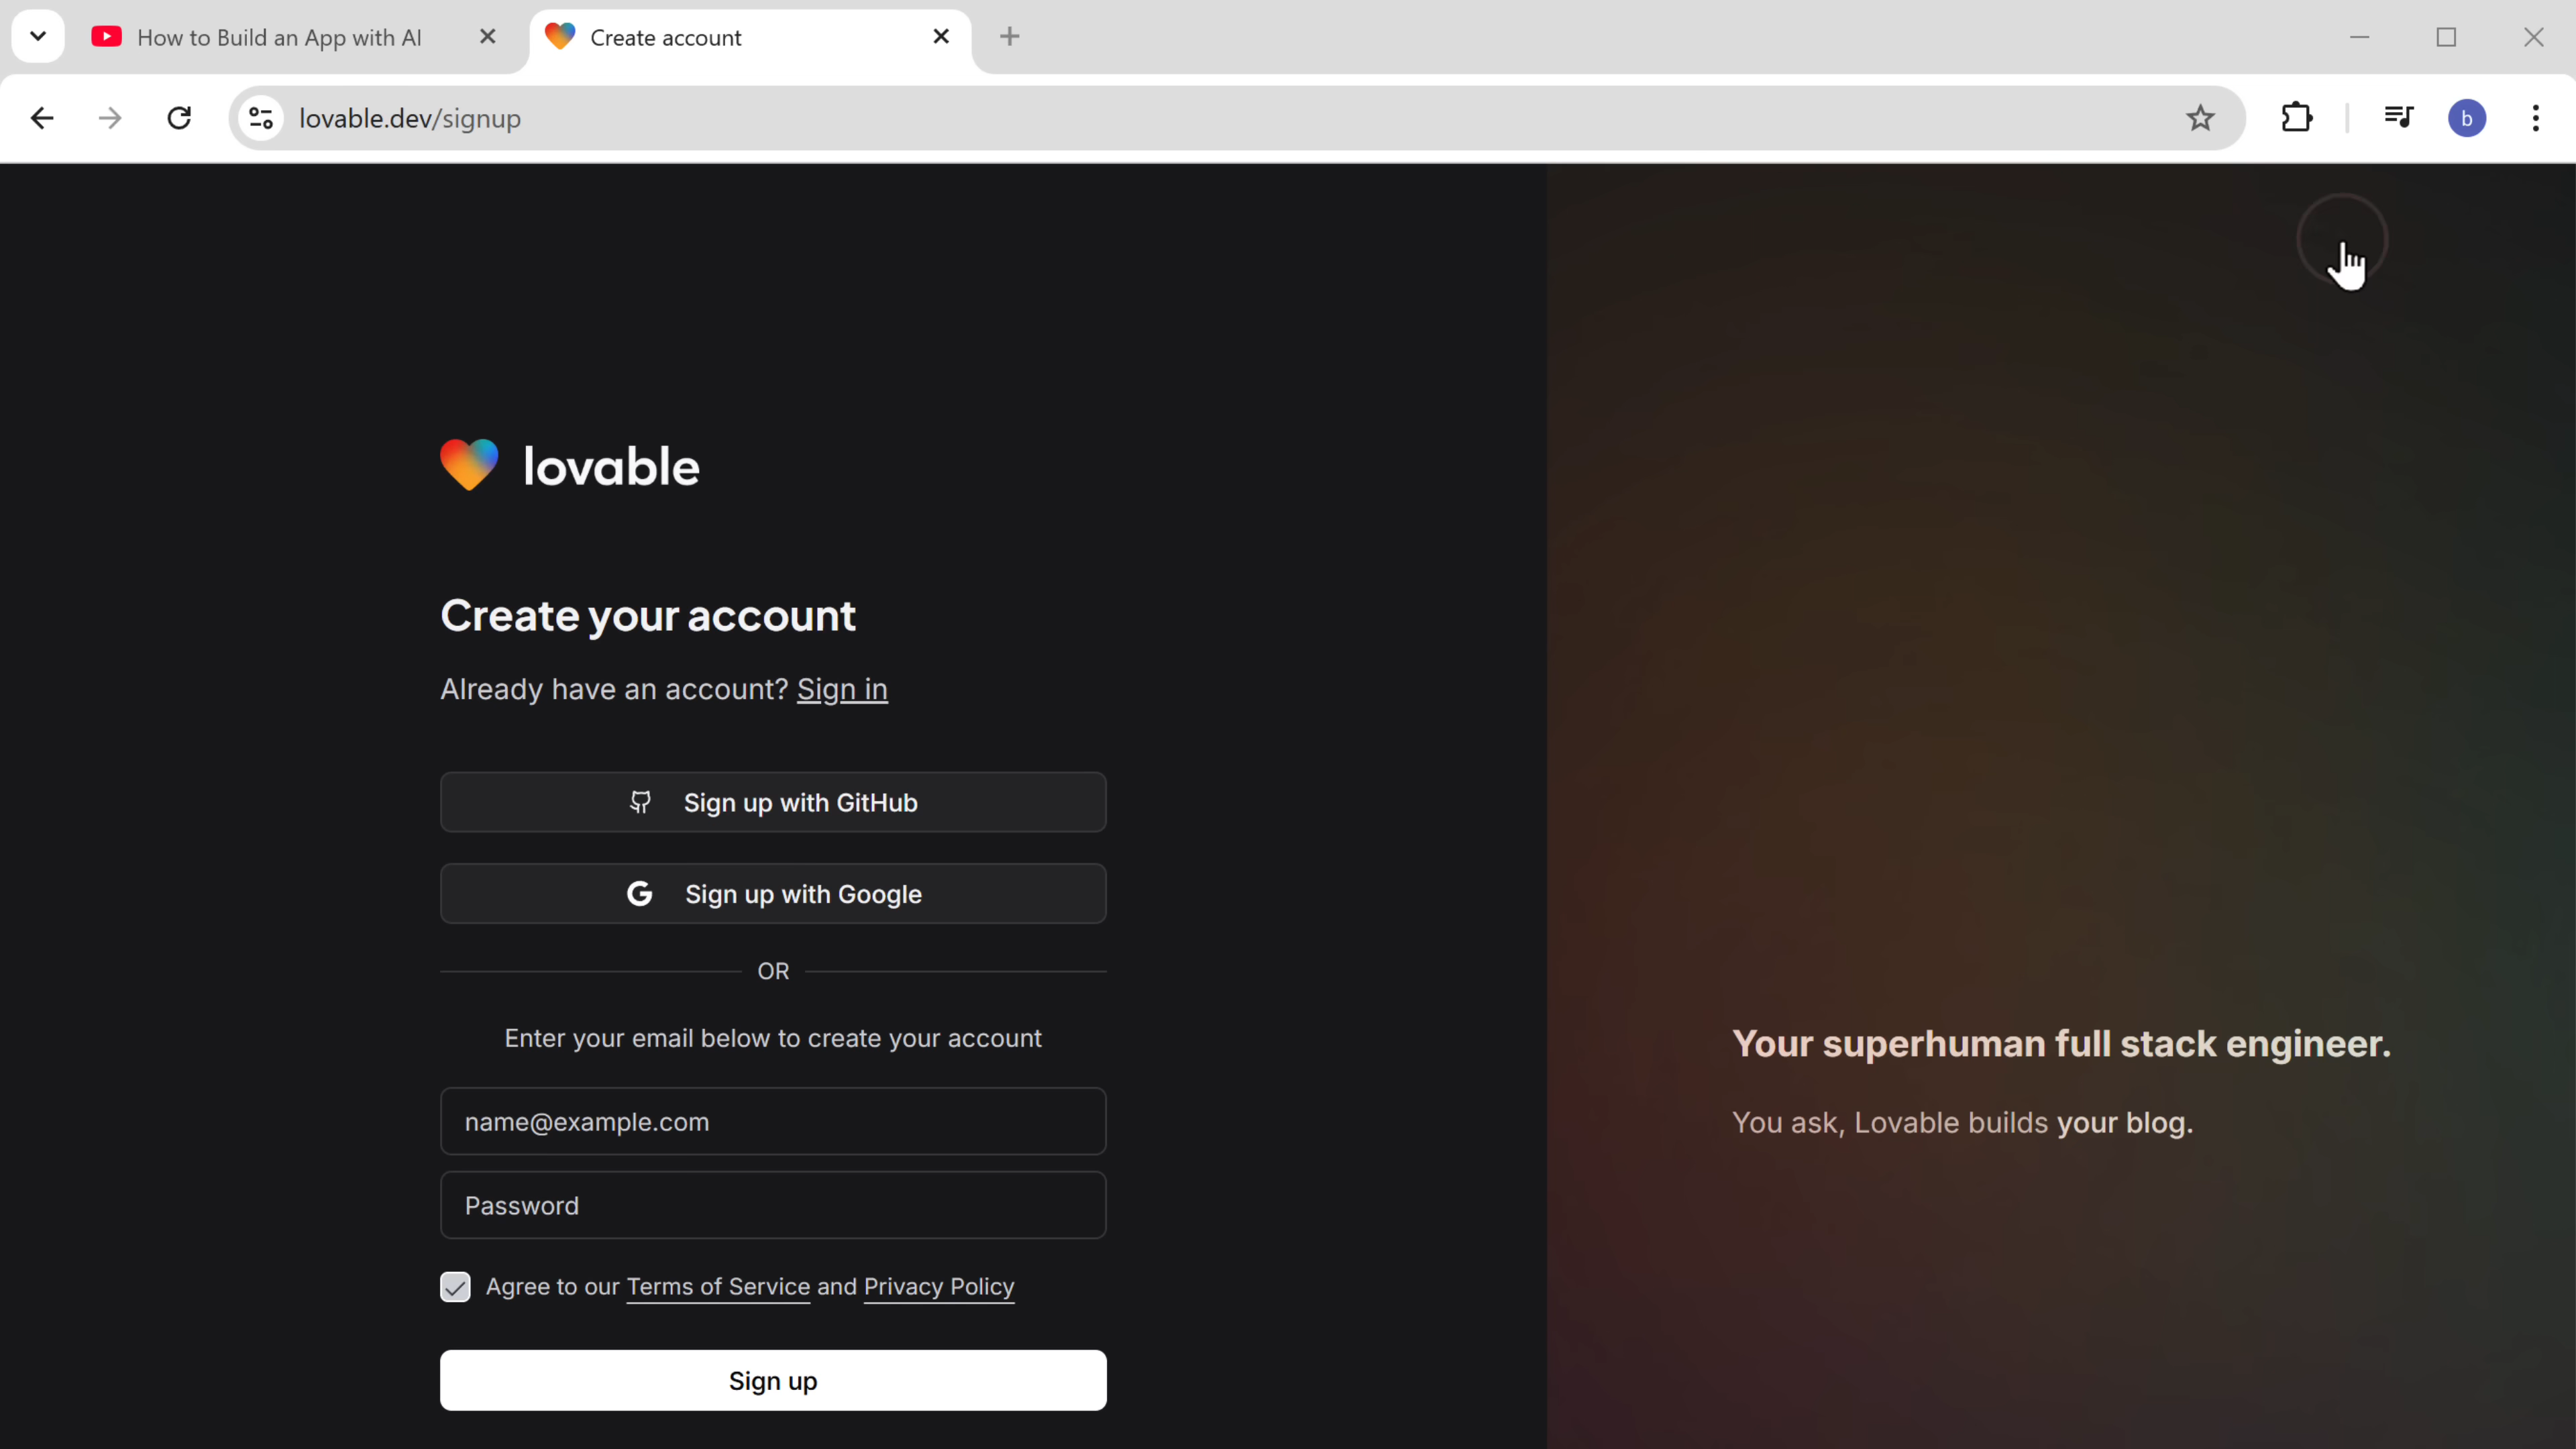 How to Build an App with AI
Create account
lovable.dev/signup
b
lovable
Create your account
Already have an account? Sign in
Sign up with GitHub
Sign up with Google
OR
Enter your email below to create your account
name@example.com
Password
Agree to our Terms of Service and Privacy Policy
Sign up
Your superhuman full stack engineer.
You ask, Lovable builds your blog.